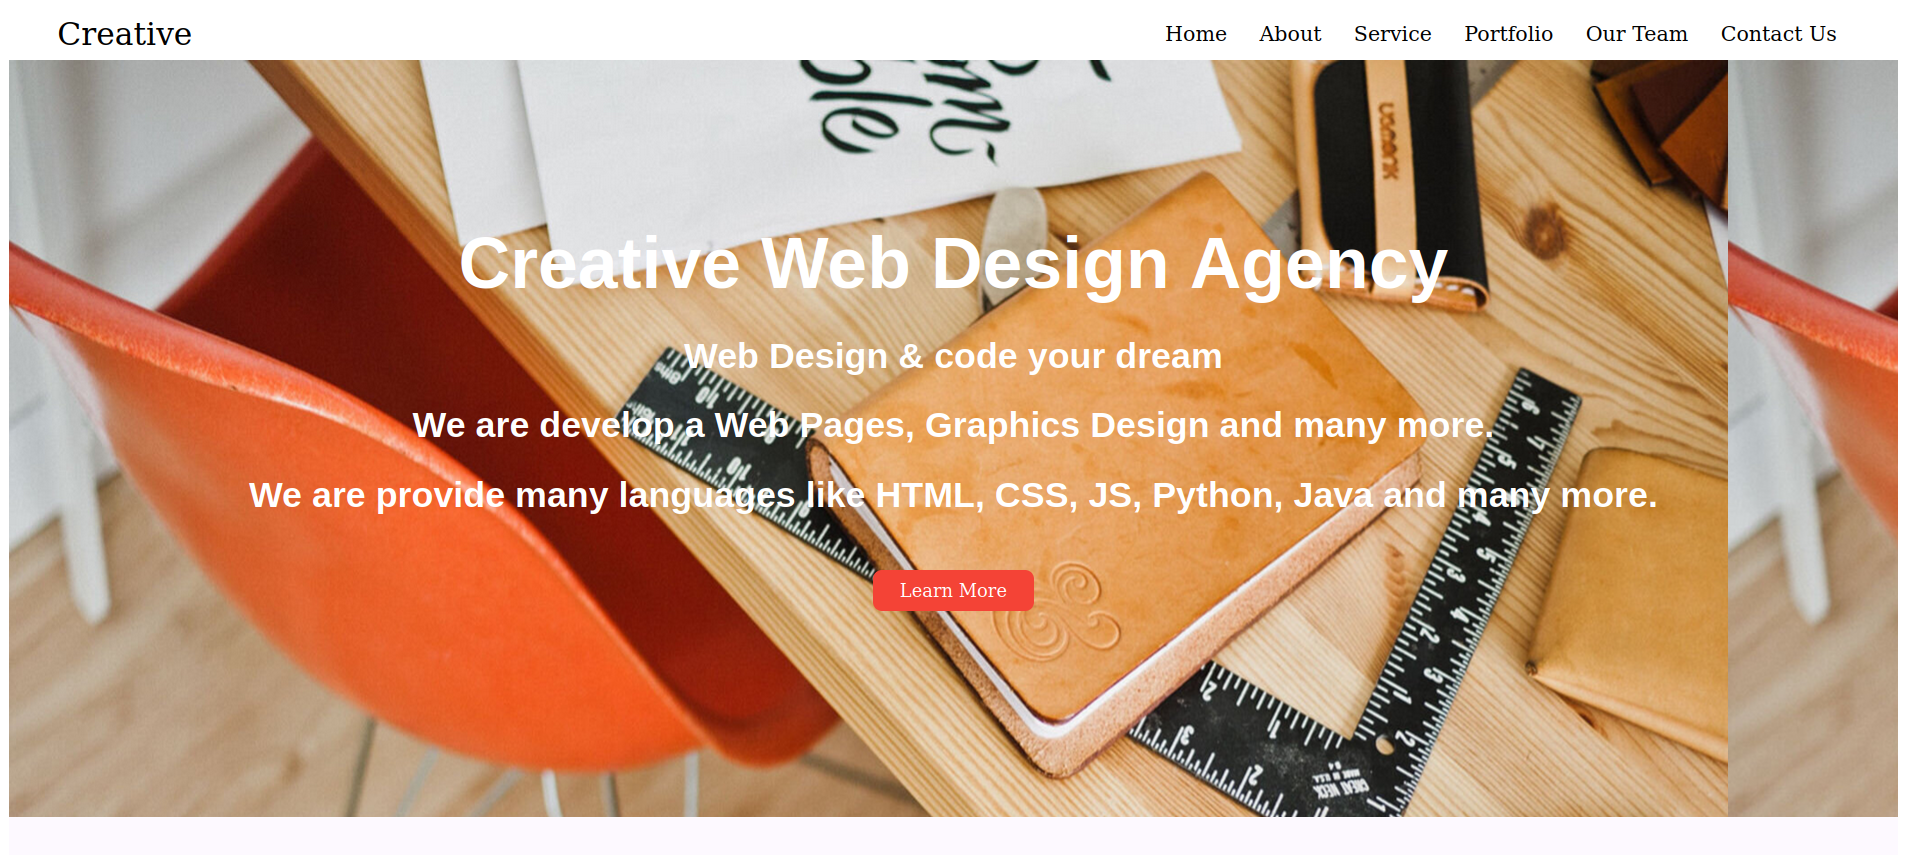 Creative
Home About Service Portfolio Our Team Contact Us
Creative Web Design Agency
Web Design & code your dream
We are develop a Web Pages, Graphics Design and many more.
We are provide many languages like HTML, CSS, JS, Python, Java and many more.
Learn More